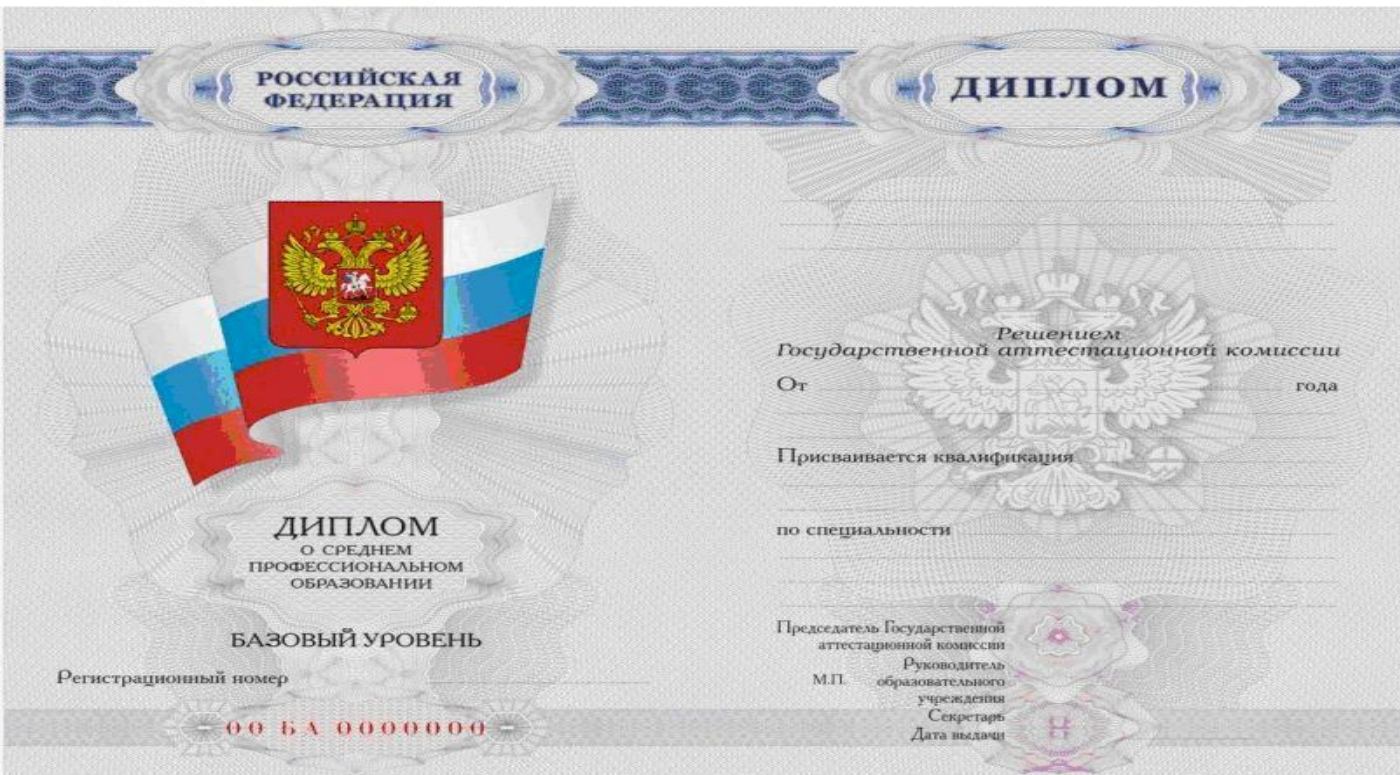 РОССИЙСКАЯ
ФЕДЕРАЦИЯ
ДИПЛОМ
О СРЕДНЕМ
ПРОФЕССИОНАЛЬНОМ
ОБРАЗОВАНИИ
БАЗОВЫЙ УРОВЕНЬ
Регистрационный номер
00 БА 0000000
ДИПЛОМ
Решением
Государственной аттестационной комиссии
От года
Присваивается квалификация
по специальности
Председатель Государственной
аттестационной комиссии
Руководитель
М.П. образовательного
учреждения
Секретарь
Дата выдачи
Н